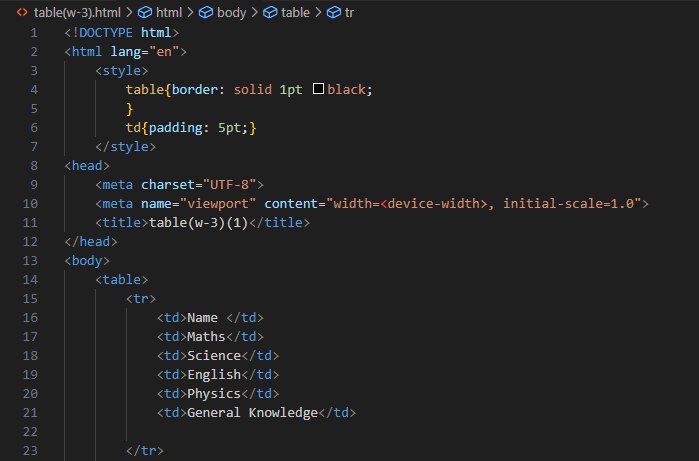 table(w-3).html > html > body > table > tr
1 <!DOCTYPE html>
2 <html lang="en">
3 <style>
4 table{border: solid 1pt black;
5 }
6 td{padding: 5pt;}
7 </style>
8 <head>
9 <meta charset="UTF-8">
10 <meta name="viewport" content="width=<device-width>, initial-scale=1.0">
11 <title>table(w-3)(1)</title>
12 </head>
13 <body>
14 <table>
15 <tr>
16 <td>Name </td>
17 <td>Maths</td>
18 <td>Science</td>
19 <td>English</td>
20 <td>Physics</td>
21 <td>General Knowledge</td>
22
23 </tr>